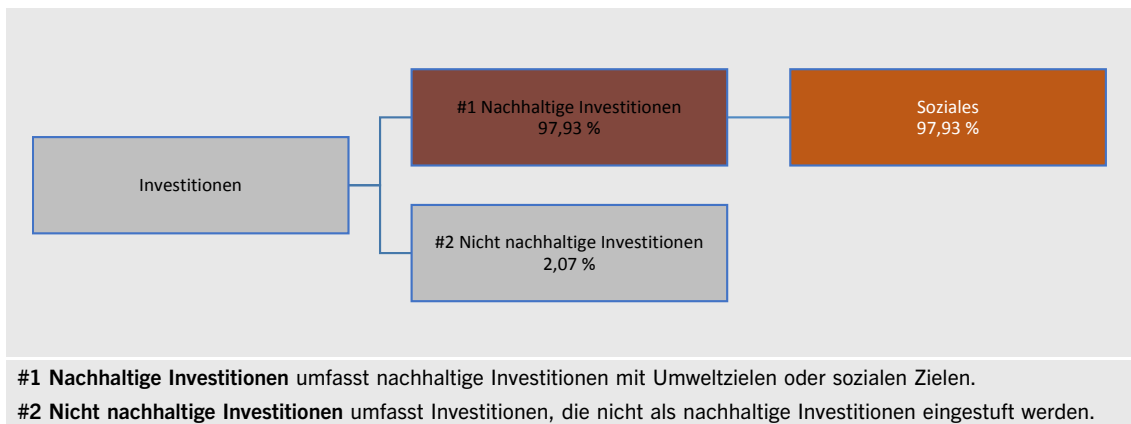 #1 Nachhaltige Investitionen
97,93 %
Soziales
97,93 %
Investitionen
#2 Nicht nachhaltige Investitionen
2,07 %
#1 Nachhaltige Investitionen umfasst nachhaltige Investitionen mit Umweltzielen oder sozialen Zielen.
#2 Nicht nachhaltige Investitionen umfasst Investitionen, die nicht als nachhaltige Investitionen eingestuft werden.